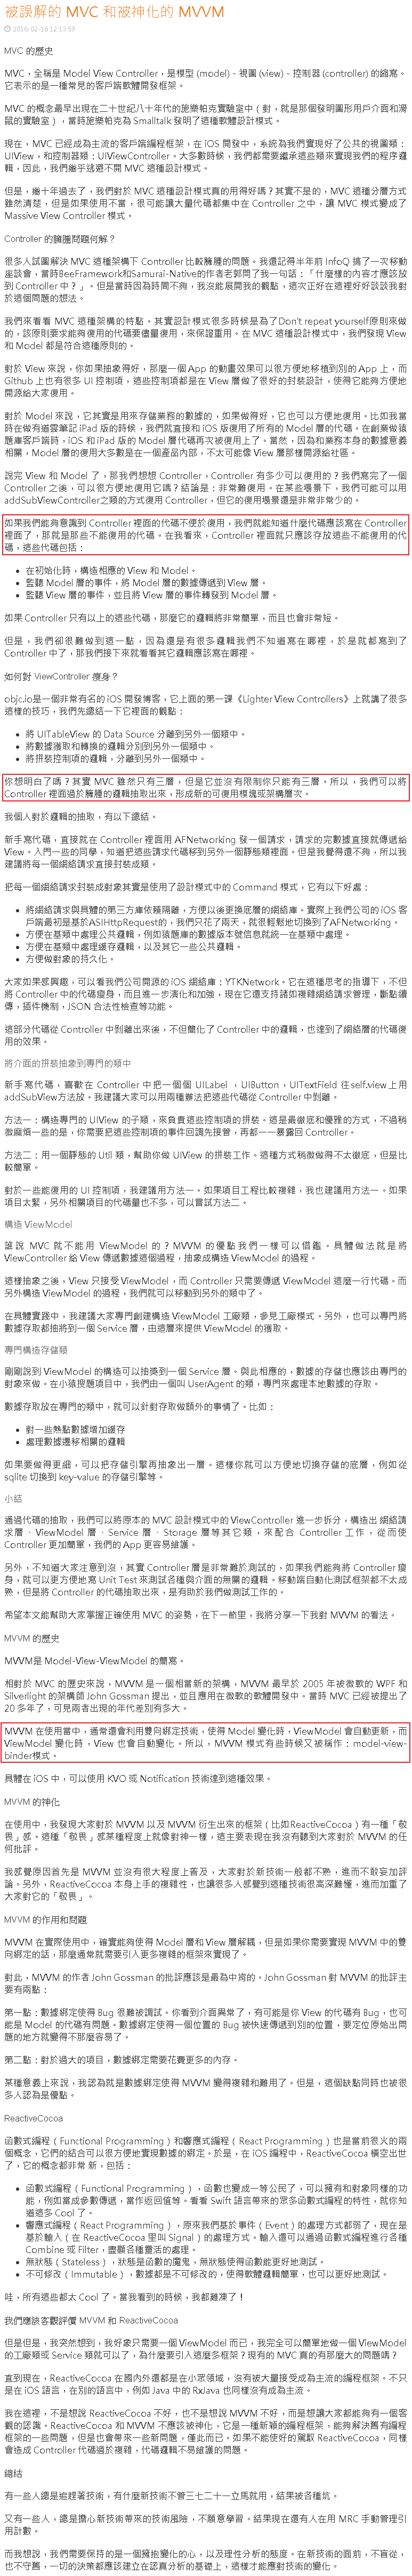 被誤解的 MVC 和被神化的 MVVM
2016-02-16 12:13:59
MVC 的歷史
MVC，全稱是 Model View Controller，是模型 (model)－視圖 (view)－控制器 (controller) 的縮寫。
它表示的是一種常見的客戶端軟體開發框架。
MVC 的概念最早出現在二十世紀八十年代的施樂帕克實驗室中（對，就是那個發明圖形用戶介面和滑
鼠的實驗室），當時施樂帕克為 Smalltalk 發明了這種軟體設計模式。
現在，MVC 已經成為主流的客戶端編程框架，在 iOS 開發中，系統為我們實現好了公共的視圖類：
UIView，和控制器類：UIViewController。大多數時候，我們都需要繼承這些類來實現我們的程序邏
輯，因此，我們幾乎逃避不開 MVC 這種設計模式。
但是，幾十年過去了，我們對於 MVC 這種設計模式真的用得好嗎？其實不是的，MVC 這種分層方式
雖然清楚，但是如果使用不當，很可能讓大量代碼都集中在 Controller 之中，讓 MVC 模式變成了
Massive View Controller 模式。
Controller 的臃腫問題何解？
很多人試圖解決 MVC 這種架構下 Controller 比較臃腫的問題。我還記得半年前 InfoQ 搞了一次移動
座談會，當時BeeFramework和Samurai-Native的作者老郭問了我一句話：「什麼樣的內容才應該放
到 Controller 中？」。但是當時因為時間不夠，我沒能展開我的觀點，這次正好在這裡好好談談我對
於這個問題的想法。
我們來看看 MVC 這種架構的特點。其實設計模式很多時候是為了Don't repeat yourself原則來做
的，該原則要求能夠復用的代碼要儘量復用，來保證重用。在 MVC 這種設計模式中，我們發現 View
和 Model 都是符合這種原則的。
對於 View 來說，你如果抽象得好，那麼一個 App 的動畫效果可以很方便地移植到別的 App 上，而
Github 上也有很多 UI 控制項，這些控制項都是在 View 層做了很好的封裝設計，使得它能夠方便地
開源給大家復用。
對於 Model 來說，它其實是用來存儲業務的數據的，如果做得好，它也可以方便地復用。比如我當
時在做有道雲筆記 iPad 版的時候，我們就直接和 iOS 版復用了所有的 Model 層的代碼。在創業做猿
題庫客戶端時，iOS 和 iPad 版的 Model 層代碼再次被復用上了。當然，因為和業務本身的數據意義
相關，Model 層的復用大多數是在一個產品內部，不太可能像 View 層那樣開源給社區。
說完 View 和 Model 了，那我們想想 Controller，Controller 有多少可以復用的？我們寫完了一個
Controller 之後，可以很方便地復用它嗎？結論是：非常難復用。在某些場景下，我們可能可以用
addSubViewController之類的方式復用 Controller，但它的復用場景還是非常非常少的。
如果我們能夠意識到 Controller 裡面的代碼不便於復用，我們就能知道什麼代碼應該寫在 Controller
裡面了，那就是那些不能復用的代碼。在我看來，Controller 裡面就只應該存放這些不能復用的代
碼，這些代碼包括：
在初始化時，構造相應的 View 和 Model。
監聽 Model 層的事件，將 Model 層的數據傳遞到 View 層。
監聽 View 層的事件，並且將 View 層的事件轉發到 Model 層。
如果 Controller 只有以上的這些代碼，那麼它的邏輯將非常簡單，而且也會非常短。
但是，我們卻很難做到這一點，因為還是有很多邏輯我們不知道寫在哪裡，於是就都寫到了
Controller 中了，那我們接下來就看看其它邏輯應該寫在哪裡。
如何對 ViewController 瘦身？
objc.io是一個非常有名的 iOS 開發博客，它上面的第一課《Lighter View Controllers》上就講了很多
這樣的技巧，我們先總結一下它裡面的觀點：
將 UITableView 的 Data Source 分離到另外一個類中。
將數據獲取和轉換的邏輯分別到另外一個類中。
將拼裝控制項的邏輯，分離到另外一個類中。
你想明白了嗎？其實 MVC 雖然只有三層，但是它並沒有限制你只能有三層。所以，我們可以將
Controller 裡面過於臃腫的邏輯抽取出來，形成新的可復用模塊或架構層次。
我個人對於邏輯的抽取，有以下總結。
新手寫代碼，直接就在 Controller 裡面用 AFNetworking 發一個請求，請求的完數據直接就傳遞給
View。入門一些的同學，知道把這些請求代碼移到另外一個靜態類裡面。但是我覺得還不夠，所以我
建議將每一個網絡請求直接封裝成類。
把每一個網絡請求封裝成對象其實是使用了設計模式中的 Command 模式，它有以下好處：
將網絡請求與具體的第三方庫依賴隔離，方便以後更換底層的網絡庫。實際上我們公司的 iOS 客
戶端最初是基於ASIHttpRequest的，我們只花了兩天，就很輕鬆地切換到了AFNetworking。
方便在基類中處理公共邏輯，例如猿題庫的數據版本號信息就統一在基類中處理。
方便在基類中處理緩存邏輯，以及其它一些公共邏輯。
方便做對象的持久化。
大家如果感興趣，可以看我們公司開源的 iOS 網絡庫：YTKNetwork。它在這種思考的指導下，不但
將 Controller 中的代碼瘦身，而且進一步演化和加強，現在它還支持諸如複雜網絡請求管理，斷點續
傳，插件機制，JSON 合法性檢查等功能。
這部分代碼從 Controller 中剝離出來後，不但簡化了 Controller 中的邏輯，也達到了網絡層的代碼復
用的效果。
將介面的拼裝抽象到專門的類中
新手寫代碼，喜歡在 Controller 中把一個個 UILabel ，UIButton，UITextField 往self.view上用
addSubView方法放。我建議大家可以用兩種辦法把這些代碼從 Controller 中剝離。
方法一：構造專門的 UIView 的子類，來負責這些控制項的拼裝。這是最徹底和優雅的方式，不過稍
微麻煩一些的是，你需要把這些控制項的事件回調先接管，再都一一暴露回 Controller。
方法二：用一個靜態的 Util 類，幫助你做 UIView 的拼裝工作。這種方式稍微做得不太徹底，但是比
較簡單。
對於一些能復用的 UI 控制項，我建議用方法一。如果項目工程比較複雜，我也建議用方法一。如果
項目太緊，另外相關項目的代碼量也不多，可以嘗試方法二。
構造 ViewModel
誰說 MVC 就不能用 ViewModel 的？MVVM 的優點我們一樣可以借鑑。具體做法就是將
ViewController 給 View 傳遞數據這個過程，抽象成構造 ViewModel 的過程。
這樣抽象之後，View 只接受 ViewModel，而 Controller 只需要傳遞 ViewModel 這麼一行代碼。而
另外構造 ViewModel 的過程，我們就可以移動到另外的類中了。
在具體實踐中，我建議大家專門創建構造 ViewModel 工廠類，參見工廠模式。另外，也可以專門將
數據存取都抽將到一個 Service 層，由這層來提供 ViewModel 的獲取。
專門構造存儲類
剛剛說到 ViewModel 的構造可以抽獎到一個 Service 層。與此相應的，數據的存儲也應該由專門的
對象來做。在小猿搜題項目中，我們由一個叫 UserAgent 的類，專門來處理本地數據的存取。
數據存取放在專門的類中，就可以針對存取做額外的事情了。比如：
對一些熱點數據增加緩存
處理數據遷移相關的邏輯
如果要做得更細，可以把存儲引擎再抽象出一層。這樣你就可以方便地切換存儲的底層，例如從
sqlite 切換到 key-value 的存儲引擎等。
小結
通過代碼的抽取，我們可以將原本的 MVC 設計模式中的 ViewController 進一步拆分，構造出 網絡請
求層、ViewModel 層、Service 層、Storage 層等其它類，來配合 Controller 工作，從而使
Controller 更加簡單，我們的 App 更容易維護。
另外，不知道大家注意到沒，其實 Controller 層是非常難於測試的，如果我們能夠將 Controller 瘦
身，就可以更方便地寫 Unit Test 來測試各種與介面的無關的邏輯。移動端自動化測試框架都不太成
熟，但是將 Controller 的代碼抽取出來，是有助於我們做測試工作的。
希望本文能幫助大家掌握正確使用 MVC 的姿勢，在下一節里，我將分享一下我對 MVVM 的看法。
MVVM 的歷史
MVVM是 Model-View-ViewModel 的簡寫。
相對於 MVC 的歷史來說，MVVM 是一個相當新的架構，MVVM 最早於 2005 年被微軟的 WPF 和
Silverlight 的架構師 John Gossman 提出，並且應用在微軟的軟體開發中。當時 MVC 已經被提出了
20 多年了，可見兩者出現的年代差別有多大。
MVVM 在使用當中，通常還會利用雙向綁定技術，使得 Model 變化時，ViewModel 會自動更新，而
ViewModel 變化時，View 也會自動變化。所以，MVVM 模式有些時候又被稱作：model-view-
binder模式。
具體在 iOS 中，可以使用 KVO 或 Notification 技術達到這種效果。
MVVM 的神化
在使用中，我發現大家對於 MVVM 以及 MVVM 衍生出來的框架（比如ReactiveCocoa）有一種「敬
畏」感。這種「敬畏」感某種程度上就像對神一樣，這主要表現在我沒有聽到大家對於 MVVM 的任
何批評。
我感覺原因首先是 MVVM 並沒有很大程度上普及，大家對於新技術一般都不熟，進而不敢妄加評
論。另外，ReactiveCocoa 本身上手的複雜性，也讓很多人感覺到這種技術很高深難懂，進而加重了
大家對它的「敬畏」。
MVVM 的作用和問題
MVVM 在實際使用中，確實能夠使得 Model 層和 View 層解耦，但是如果你需要實現 MVVM 中的雙
向綁定的話，那麼通常就需要引入更多複雜的框架來實現了。
對此，MVVM 的作者 John Gossman 的批評應該是最為中肯的。John Gossman 對 MVVM 的批評主
要有兩點：
第一點：數據綁定使得 Bug 很難被調試。你看到介面異常了，有可能是你 View 的代碼有 Bug，也可
能是 Model 的代碼有問題。數據綁定使得一個位置的 Bug 被快速傳遞到別的位置，要定位原始出問
題的地方就變得不那麼容易了。
第二點：對於過大的項目，數據綁定需要花費更多的內存。
某種意義上來說，我認為就是數據綁定使得 MVVM 變得複雜和難用了。但是，這個缺點同時也被很
多人認為是優點。
ReactiveCocoa
函數式編程（Functional Programming）和響應式編程（React Programming）也是當前很火的兩
個概念，它們的結合可以很方便地實現數據的綁定。於是，在 iOS 編程中，ReactiveCocoa 橫空出世
了，它的概念都非常 新，包括：
函數式編程（Functional Programming），函數也變成一等公民了，可以擁有和對象同樣的功
能，例如當成參數傳遞，當作返回值等。看看 Swift 語言帶來的眾多函數式編程的特性，就你知
道這多 Cool 了。
響應式編程（React Programming），原來我們基於事件（Event）的處理方式都弱了，現在是
基於輸入（在 ReactiveCocoa 里叫 Signal）的處理方式。輸入還可以通過函數式編程進行各種
Combine 或 Filter，盡顯各種靈活的處理。
無狀態（Stateless），狀態是函數的魔鬼，無狀態使得函數能更好地測試。
不可修改（Immutable），數據都是不可修改的，使得軟體邏輯簡單，也可以更好地測試。
哇，所有這些都太 Cool 了。當我看到的時候，我都雞凍了！
我們應該客觀評價 MVVM 和 ReactiveCocoa
但是但是，我突然想到，我好象只需要一個 ViewModel 而已，我完全可以簡單地做一個 ViewModel
的工廠類或 Service 類就可以了，為什麼要引入這麼多框架？現有的 MVC 真的有那麼大的問題嗎？
直到現在，ReactiveCocoa 在國內外還都是在小眾領域，沒有被大量接受成為主流的編程框架。不只
是在 iOS 語言，在別的語言中，例如 Java 中的 RxJava 也同樣沒有成為主流。
我在這裡，不是想說 ReactiveCocoa 不好，也不是想說 MVVM 不好，而是想讓大家都能夠有一個客
觀的認識。ReactiveCocoa 和 MVVM 不應該被神化，它是一種新穎的編程框架，能夠解決舊有編程
框架的一些問題，但是也會帶來一些新問題，僅此而已。如果不能使好的駕馭 ReactiveCocoa，同樣
會造成 Controller 代碼過於複雜，代碼邏輯不易維護的問題。
總結
有一些人總是追趕著技術，有什麼新技術不管三七二十一立馬就用，結果被各種坑。
又有一些人，總是擔心新技術帶來的技術風險，不願意學習。結果現在還有人在用 MRC 手動管理引
用計數。
而我想說，我們需要保持的是一個擁抱變化的心，以及理性分析的態度。在新技術的面前，不盲從，
也不守舊，一切的決策都應該建立在認真分析的基礎上，這樣才能應對技術的變化。